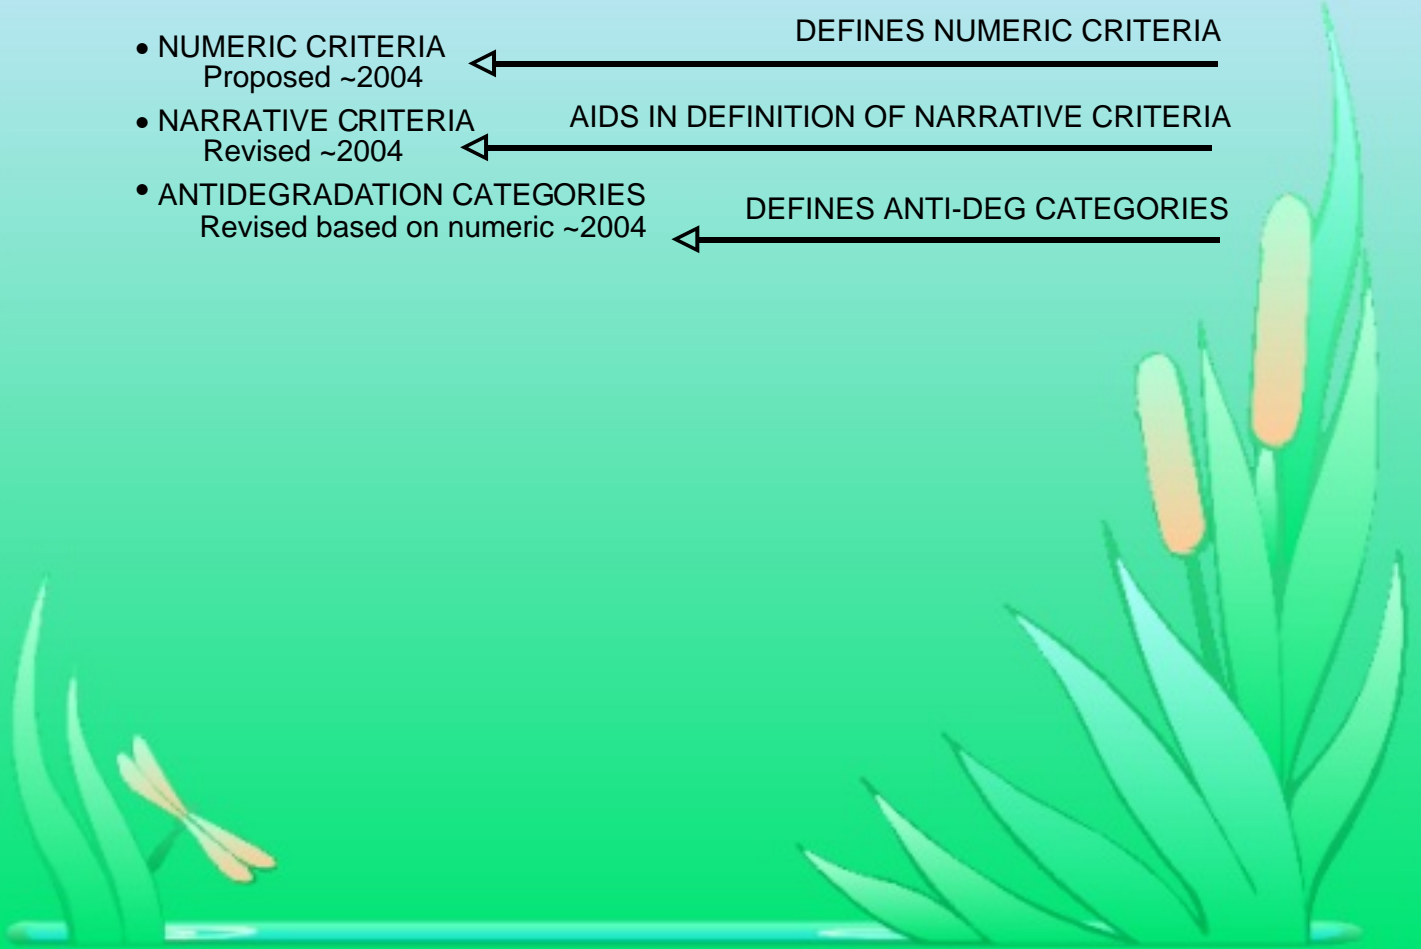 DEFINES NUMERIC CRITERIA
• NUMERIC CRITERIA
Proposed ~2004
AIDS IN DEFINITION OF NARRATIVE CRITERIA
• NARRATIVE CRITERIA
Revised ~2004
• ANTIDEGRADATION CATEGORIES
DEFINES ANTI-DEG CATEGORIES
Revised based on numeric ~2004